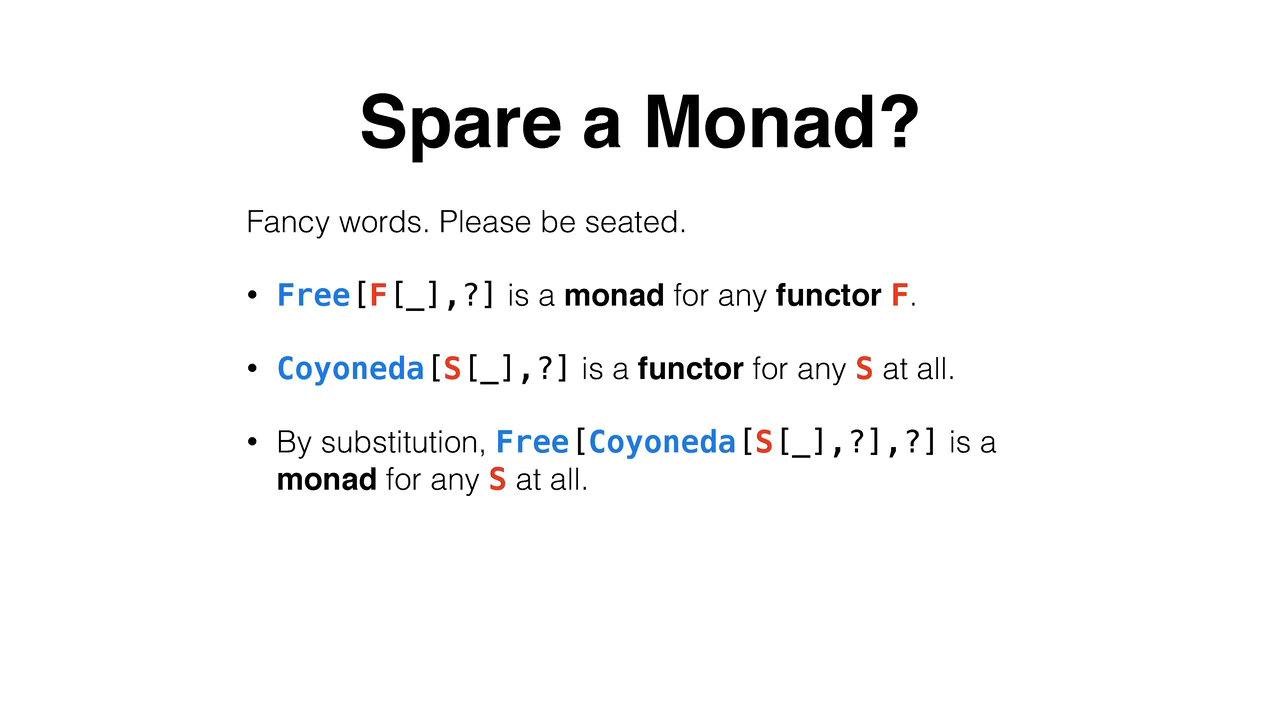 Spare a Monad?
Fancy words. Please be seated.
• Free[F[_],?] is a monad for any functor F.
• Coyoneda[S[_],?] is a functor for any S at all.
• By substitution, Free[Coyoneda[S[_],?],?] is a
monad for any S at all.